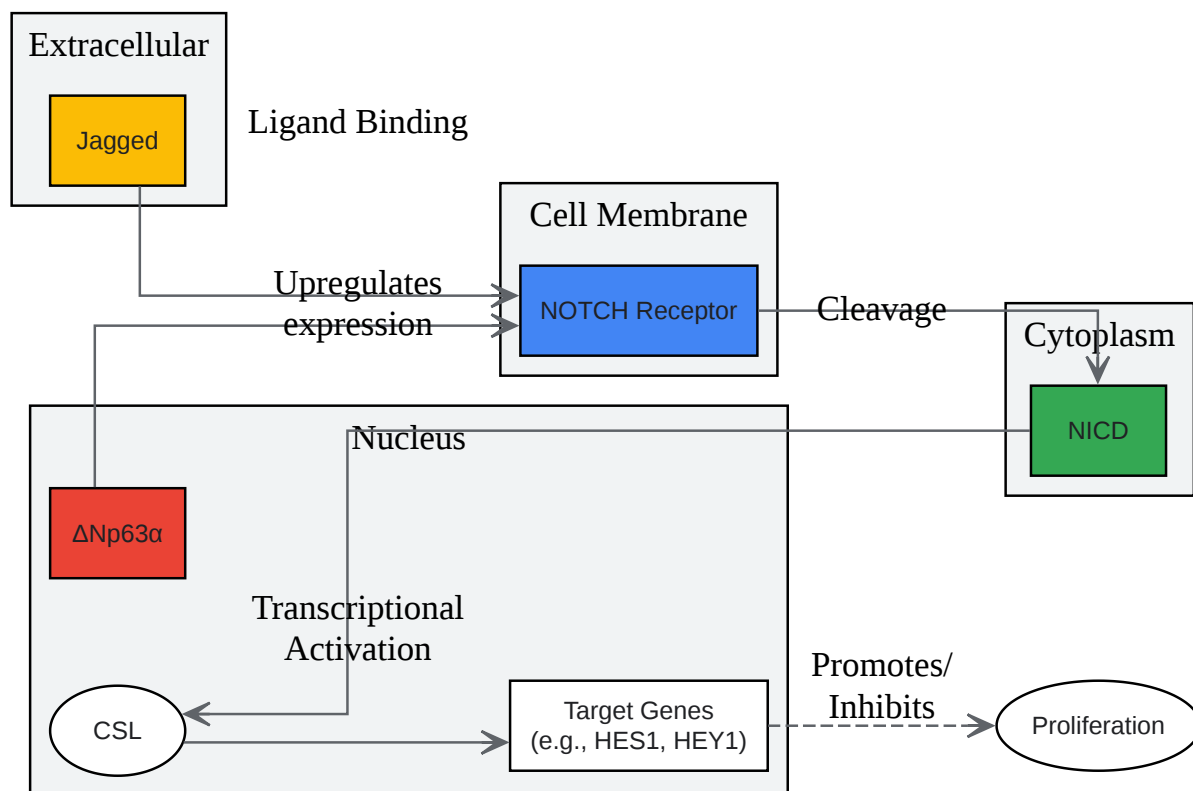 Extracellular
Jagged
Ligand Binding
Cell Membrane
NOTCH Receptor
Upregulates
expression
Cleavage
Cytoplasm
NICD
Nucleus
ΔNp63α
Transcriptional
Activation
CSL
Target Genes
(e.g., HES1, HEY1)
Promotes/
Inhibits
Proliferation